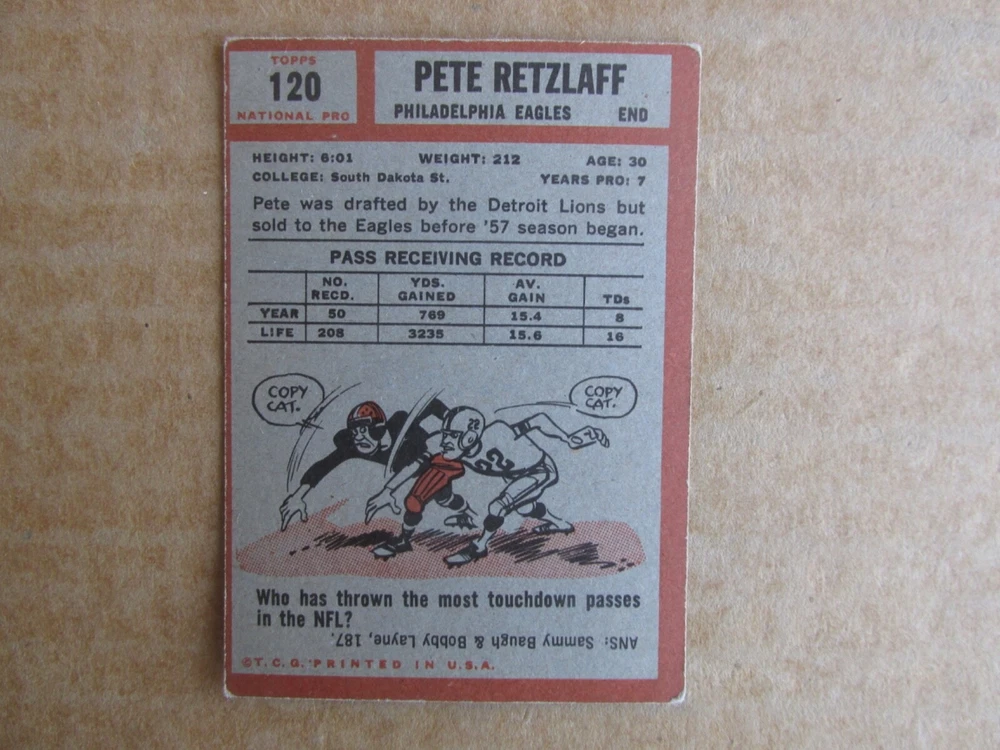 TOPPS
120
NATIONAL PRO
PETE RETZLAFF
PHILADELPHIA EAGLES END
HEIGHT: 6:01 WEIGHT: 212 AGE: 30
COLLEGE: South Dakota St. YEARS PRO: 7
Pete was drafted by the Detroit Lions but
sold to the Eagles before '57 season began.
PASS RECEIVING RECORD
NO. RECD. YDS. GAINED AV. GAIN TDs
YEAR 50 769 15.4 8
LIFE 208 3235 15.6 16
COPY
CAT.
COPY
CAT.
22
22
Who has thrown the most touchdown passes
in the NFL?
ANS: Sammy Baugh & Bobby Layne, 187.
©T.C.G. PRINTED IN U.S.A.